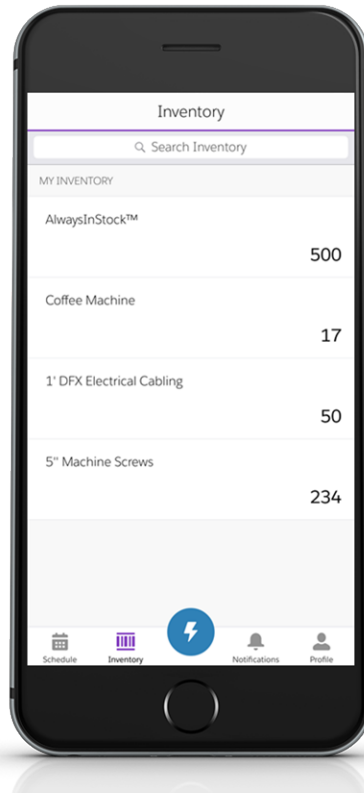 Inventory
Search Inventory
MY INVENTORY
AlwaysInStock™
500
Coffee Machine
17
1' DFX Electrical Cabling
50
5" Machine Screws
234
Schedule
Inventory
Notifications
Profile